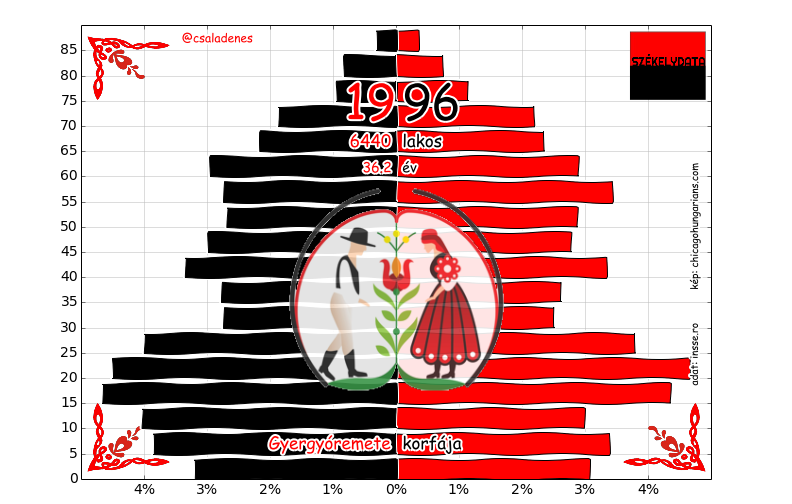 @csaladenes
SZÉKELYDATA
1996
6440 lakos
36,2 év
kép: chicagohungarians.com
adat: insse.ro
Gyergyóremete korfája
85
80
75
70
65
60
55
50
45
40
35
30
25
20
15
10
5
0
4% 3% 2% 1% 0% 1% 2% 3% 4%